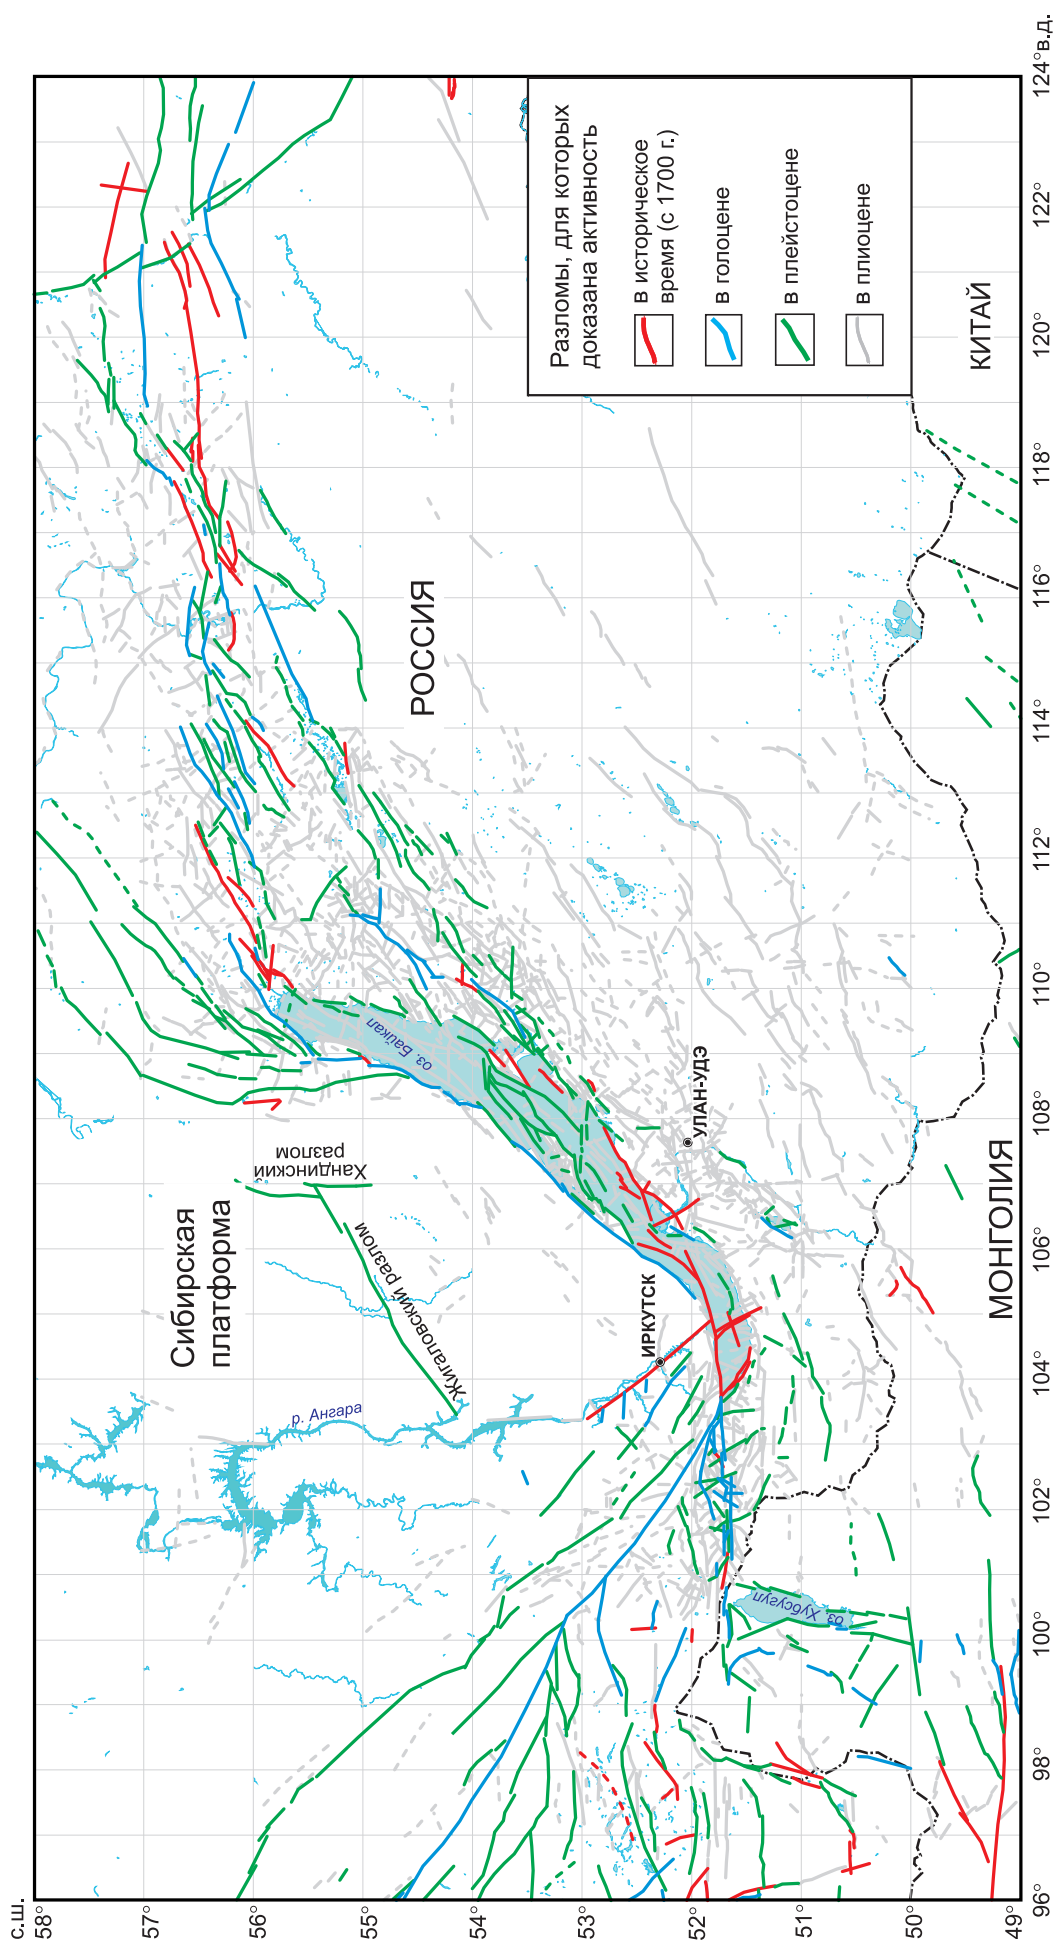 с.ш.
58°
57°
56°
55°
54°
53°
52°
51°
50°
49°
96°
98°
100°
102°
104°
106°
108°
110°
112°
114°
116°
118°
120°
122°
124°в.д.
Сибирская
платформа
Хандинский
разлом
Жигаловский разлом
р. Ангара
оз. Байкал
оз. Хубсугул
ИРКУТСК
УЛАН-УДЭ
РОССИЯ
МОНГОЛИЯ
КИТАЙ
Разломы, для которых
доказана активность
в историческое
время (с 1700 г.)
в голоцене
в плейстоцене
в плиоцене